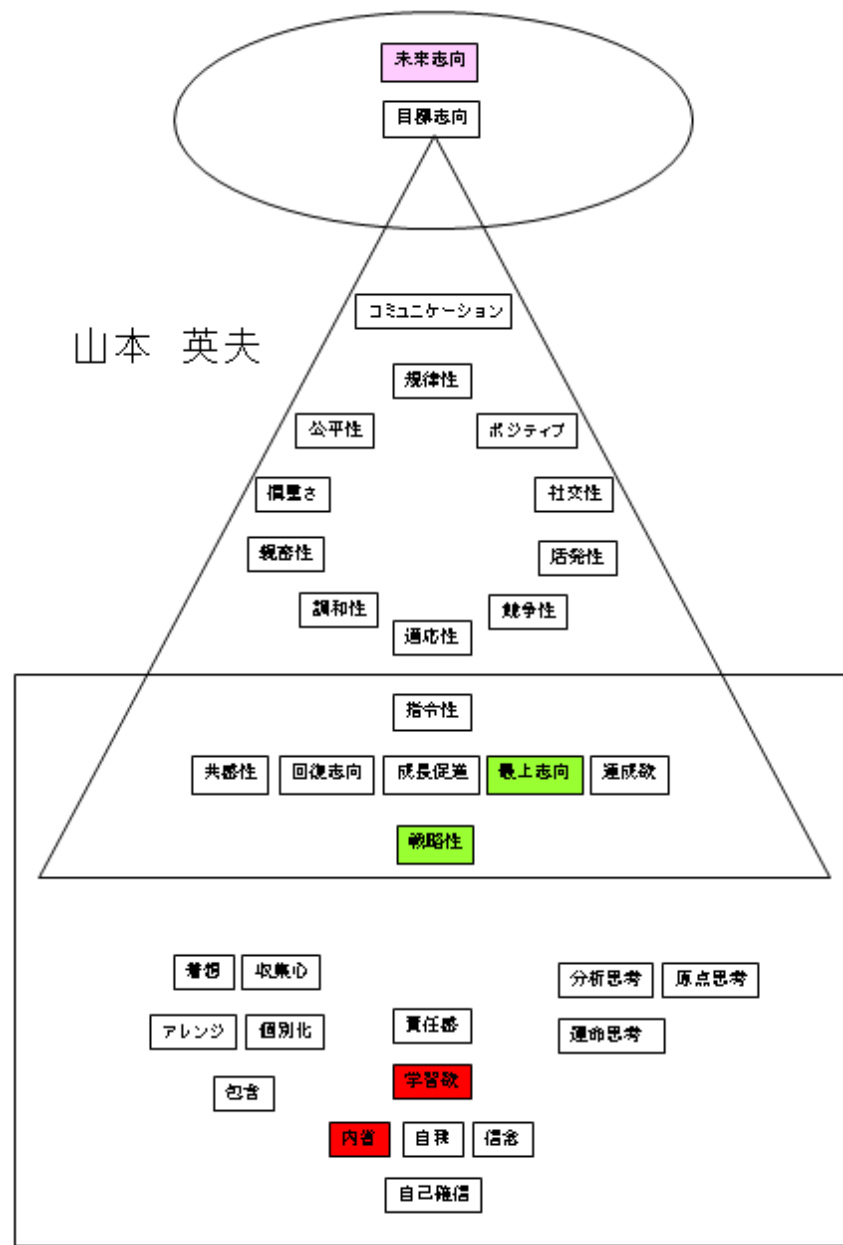 未来志向
目標志向
コミュニケーション
山本 英夫
規律性
公平性 ポジティブ
慎重さ 社交性
親密性 活発性
調和性 競争性
適応性
指令性
共感性 回復志向 成長促進 最上志向 達成欲
戦略性
着想 収集心 分析思考 原点思考
アレンジ 個別化 責任感 運命思考
学習欲
包含
内省 自我 信念
自己確信